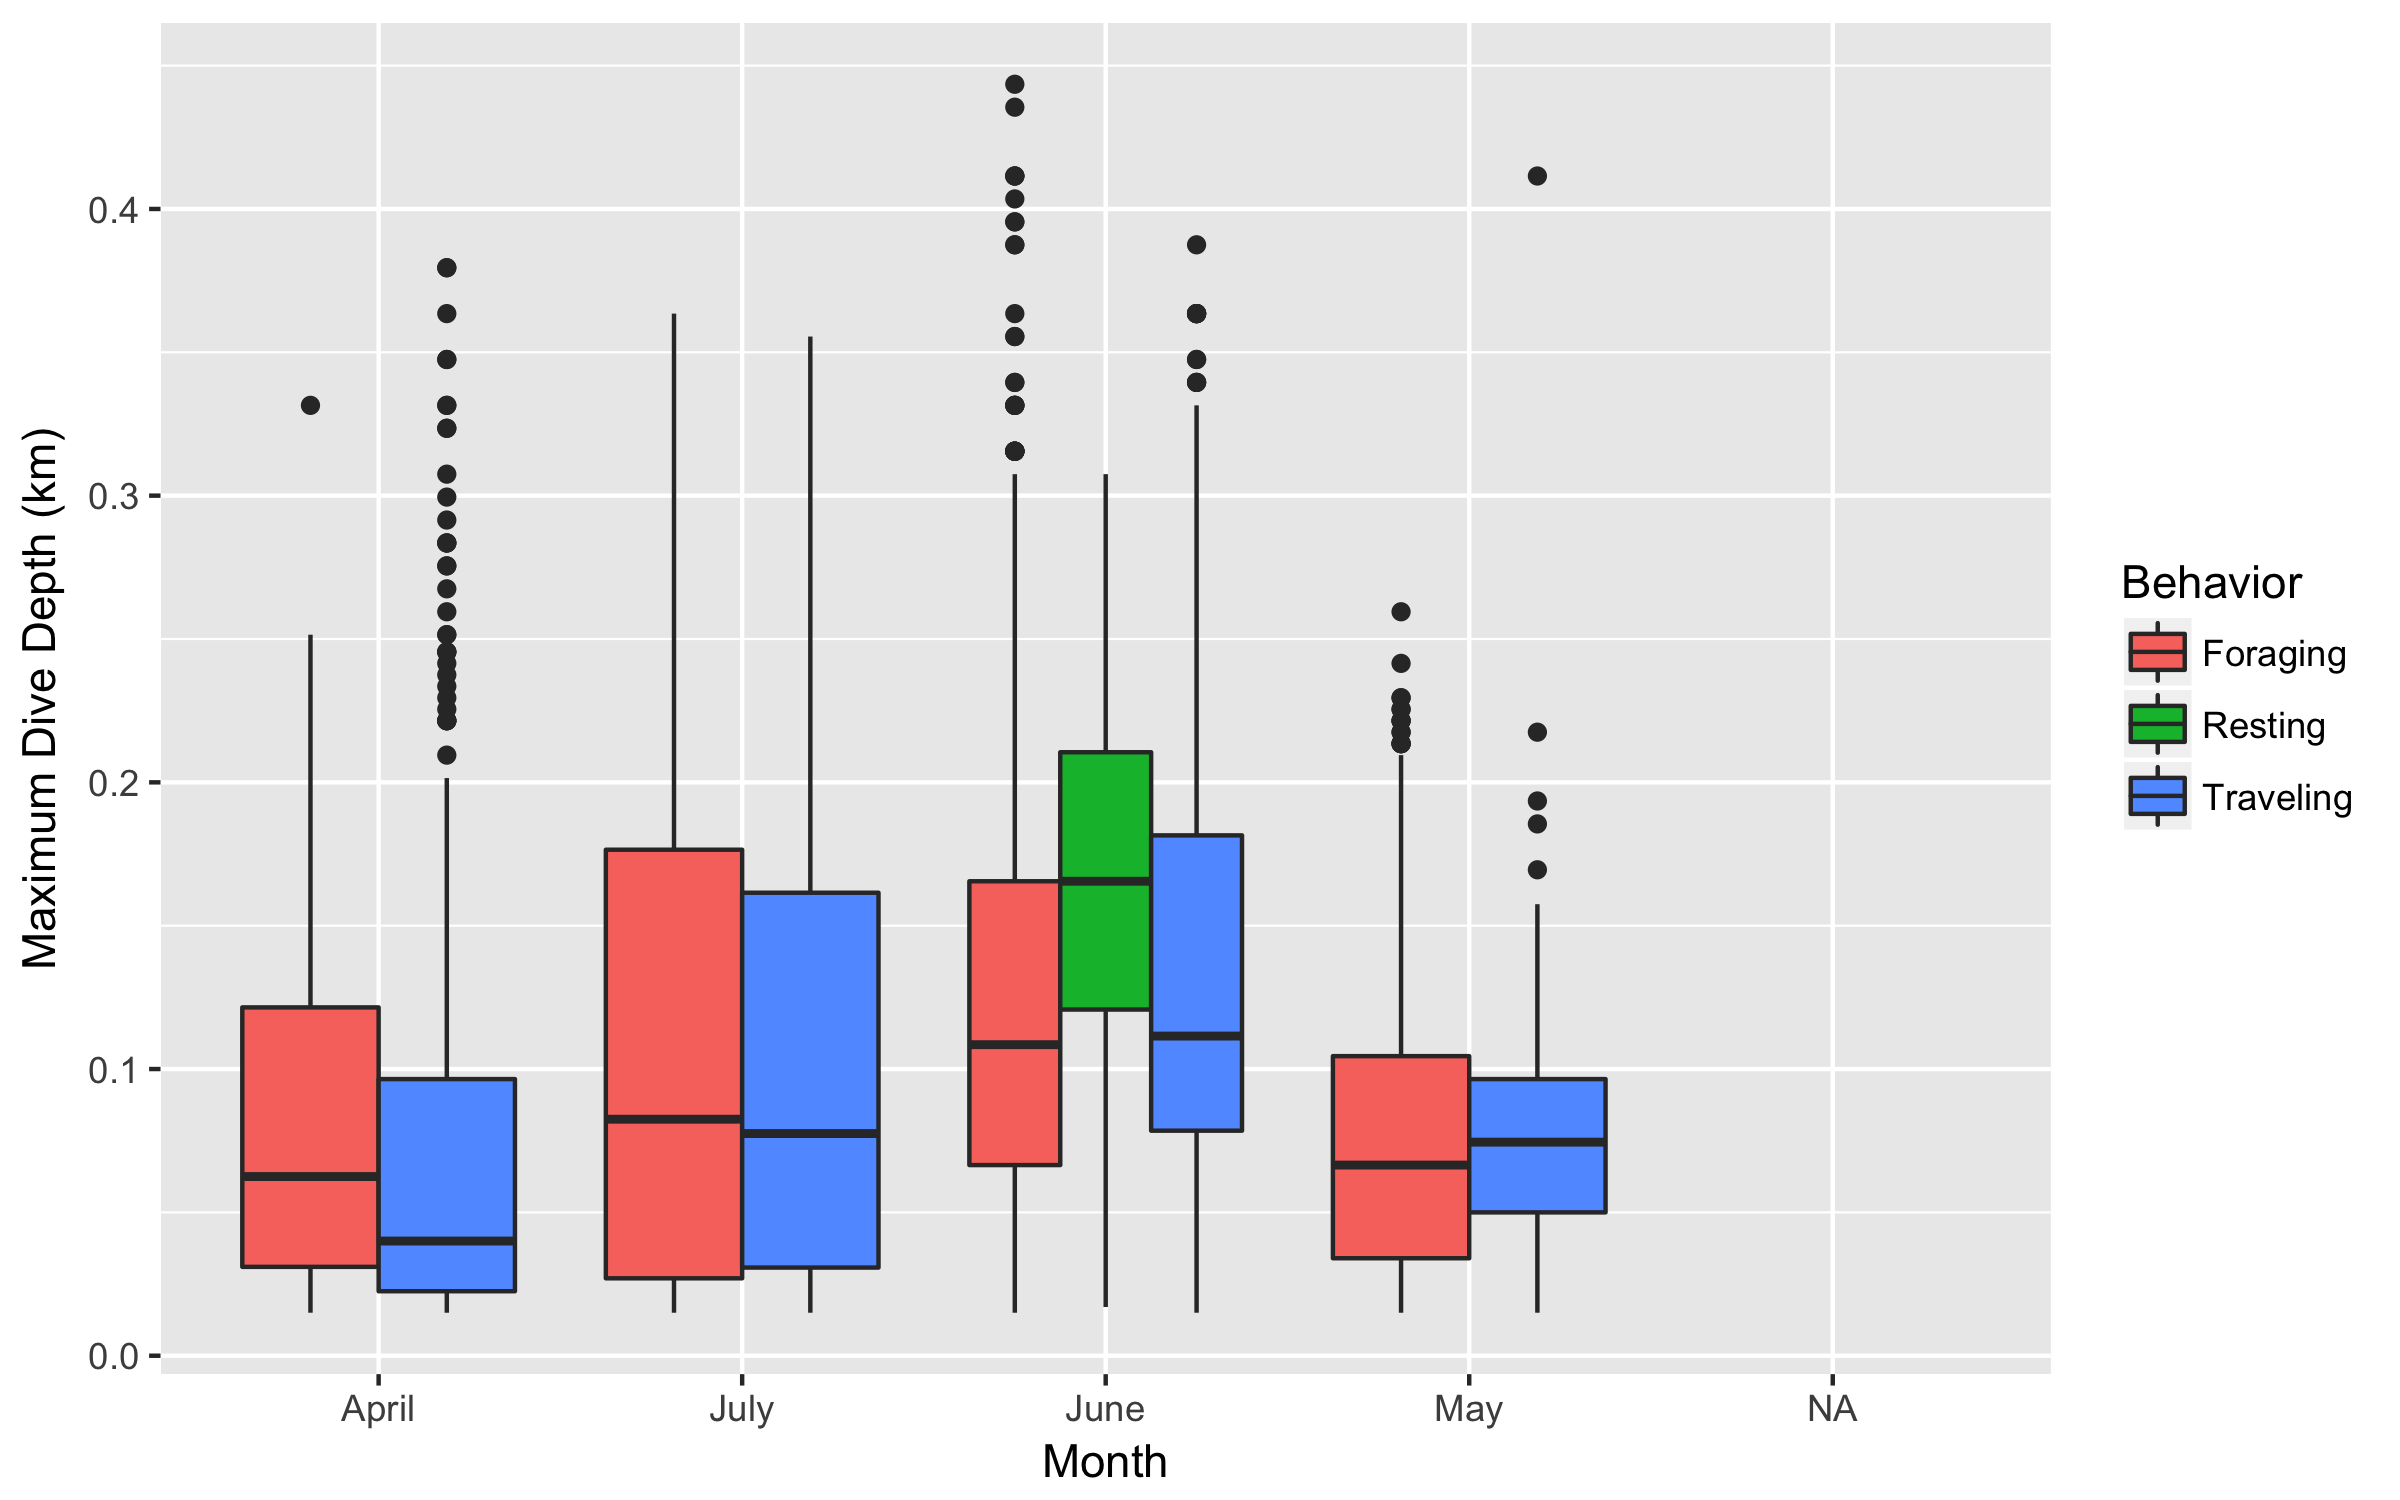 Maximum Dive Depth (km)
0.4
0.3
0.2
0.1
0.0
April July June May NA
Month
Behavior
Foraging
Resting
Traveling